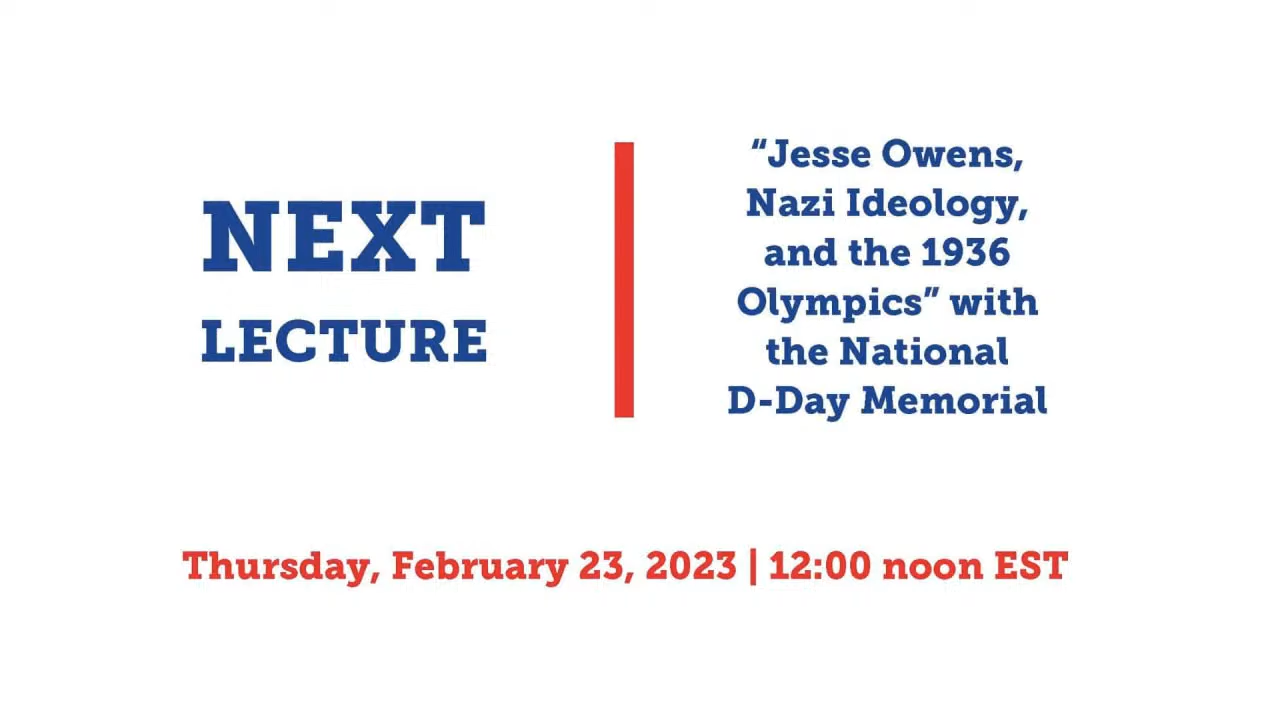 NEXT
LECTURE
“Jesse Owens,
Nazi Ideology,
and the 1936
Olympics” with
the National
D-Day Memorial
Thursday, February 23, 2023 | 12:00 noon EST